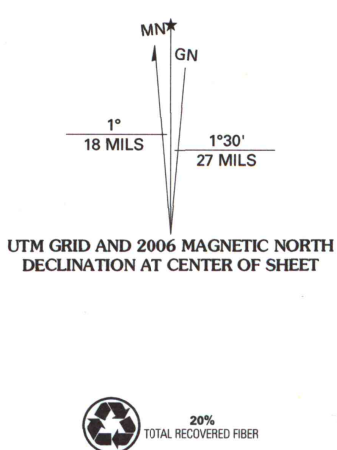 MN★
GN
1°
18 MILS
1°30'
27 MILS
UTM GRID AND 2006 MAGNETIC NORTH
DECLINATION AT CENTER OF SHEET
20%
TOTAL RECOVERED FIBER